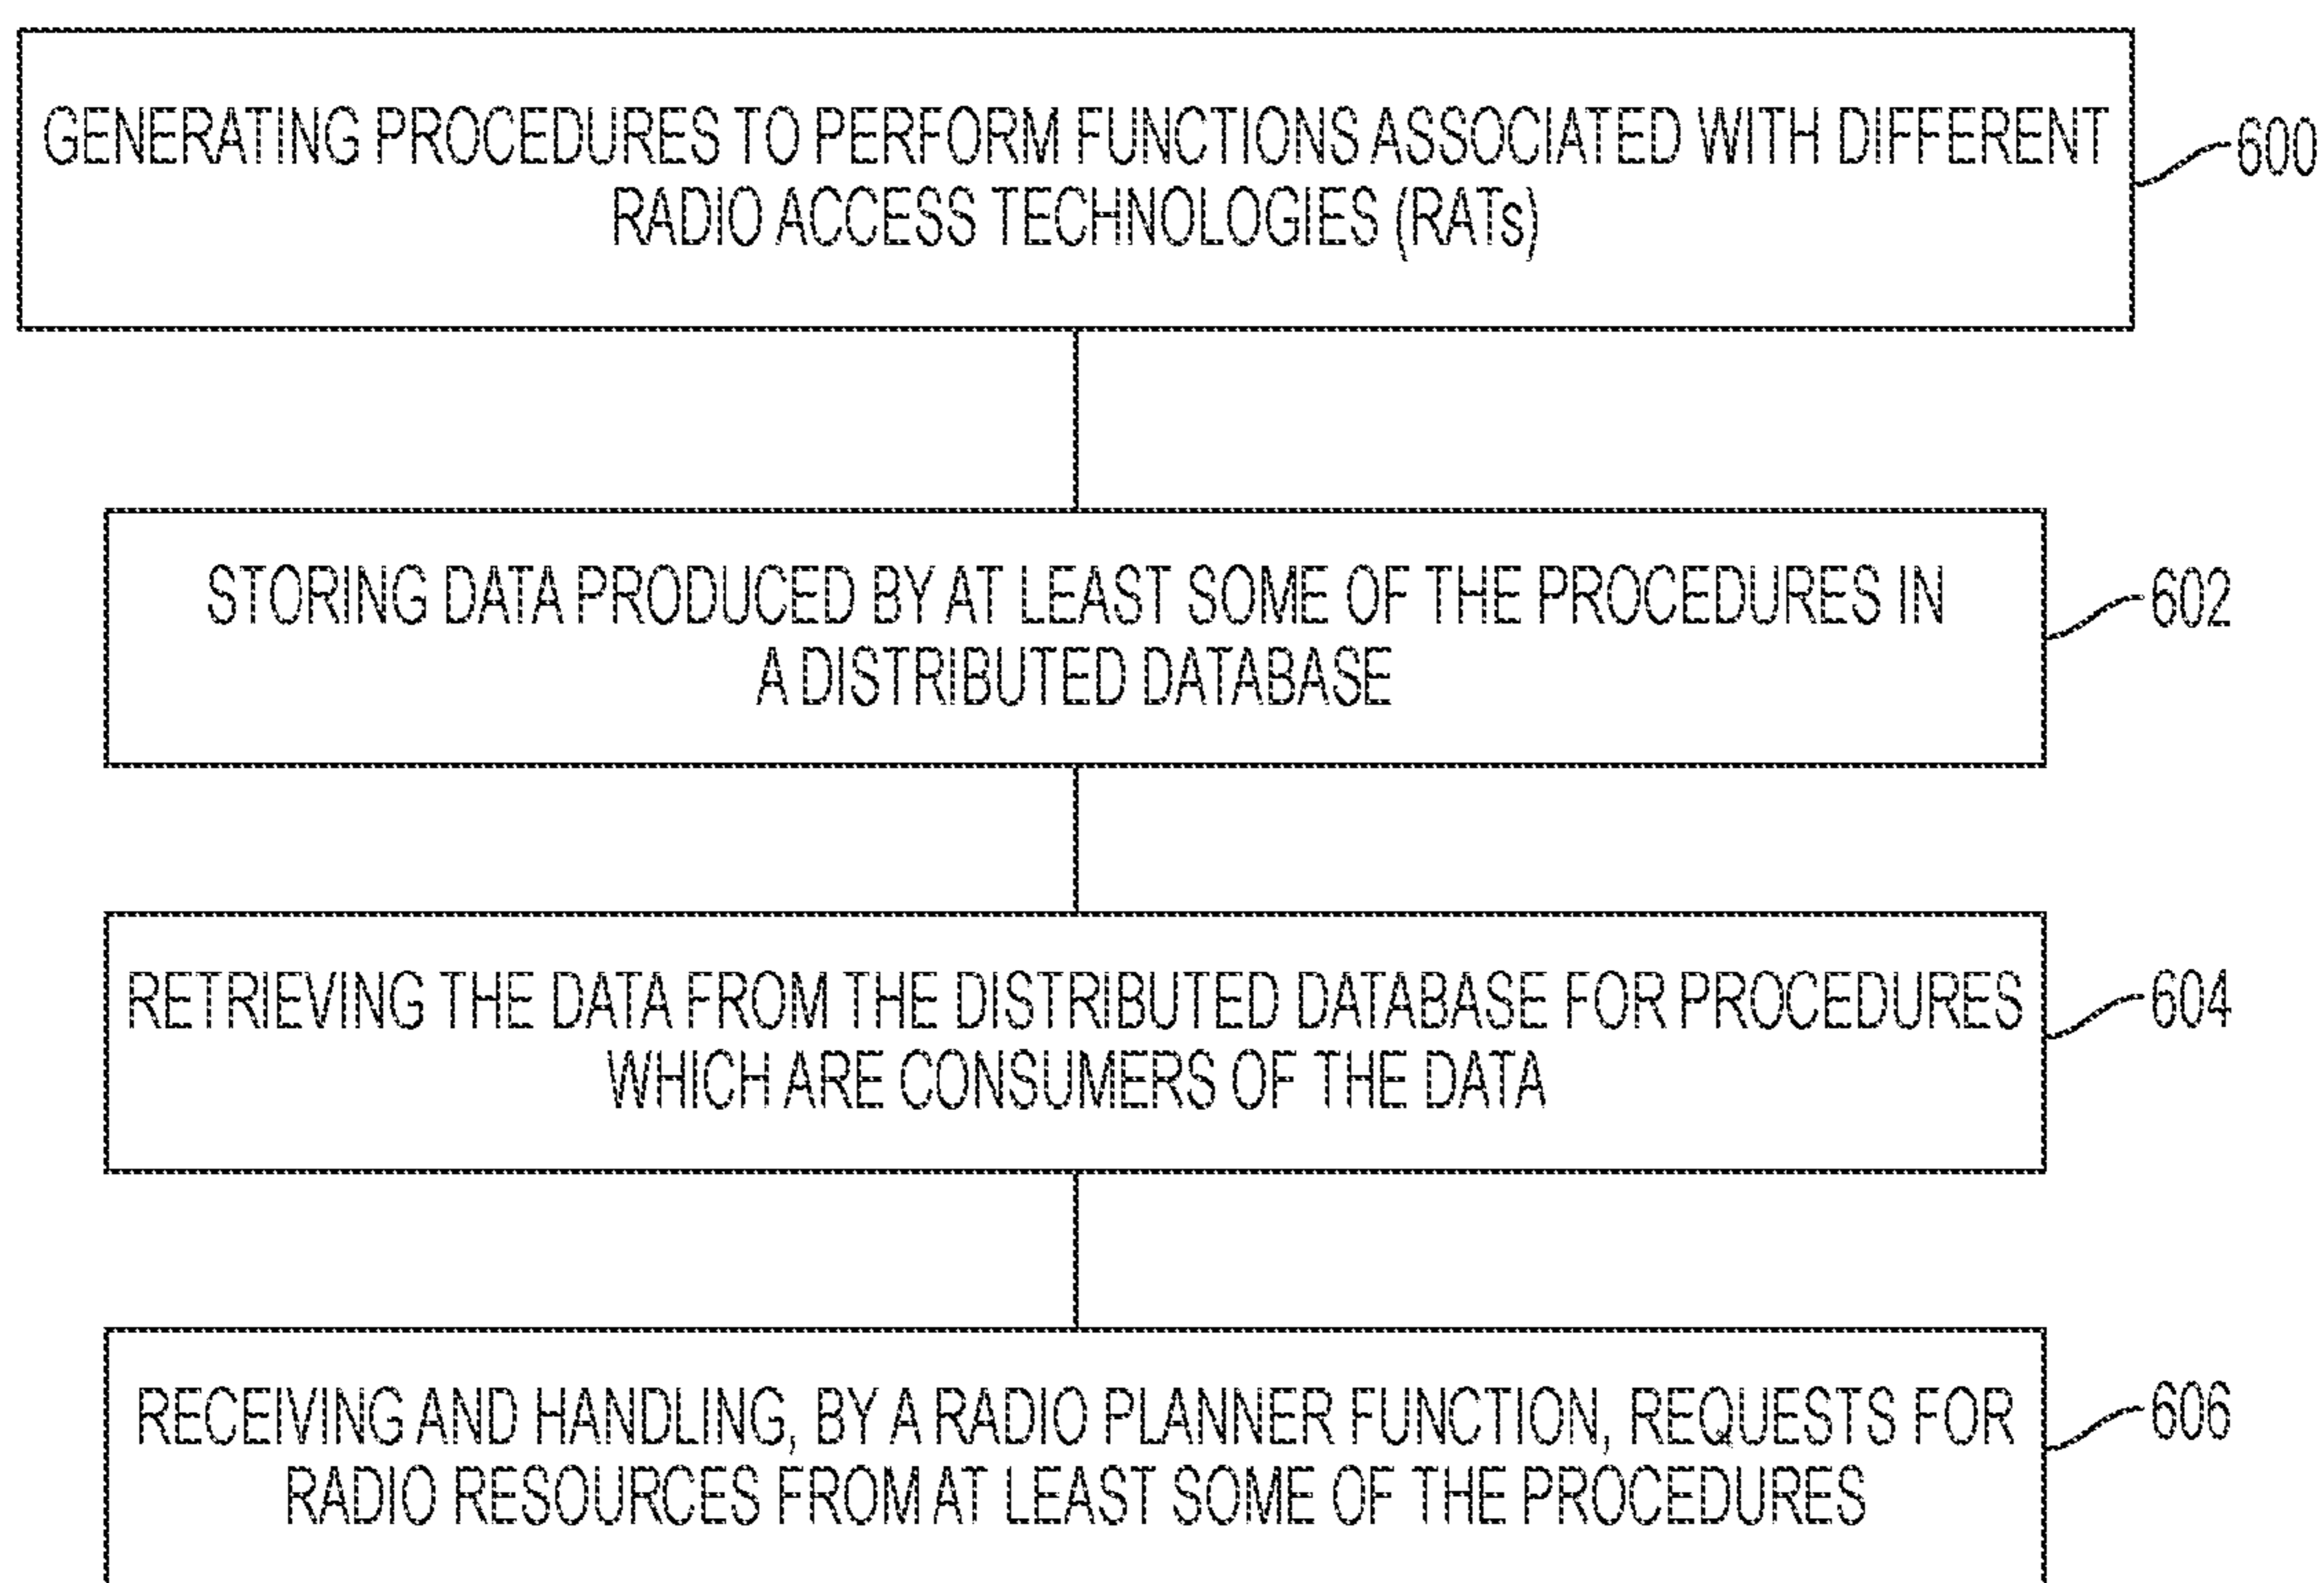 GENERATING PROCEDURES TO PERFORM FUNCTIONS ASSOCIATED WITH DIFFERENT
RADIO ACCESS TECHNOLOGIES (RATs)
600
STORING DATA PRODUCED BY AT LEAST SOME OF THE PROCEDURES IN
A DISTRIBUTED DATABASE
602
RETRIEVING THE DATA FROM THE DISTRIBUTED DATABASE FOR PROCEDURES
WHICH ARE CONSUMERS OF THE DATA
604
RECEIVING AND HANDLING, BY A RADIO PLANNER FUNCTION, REQUESTS FOR
RADIO RESOURCES FROM AT LEAST SOME OF THE PROCEDURES
606